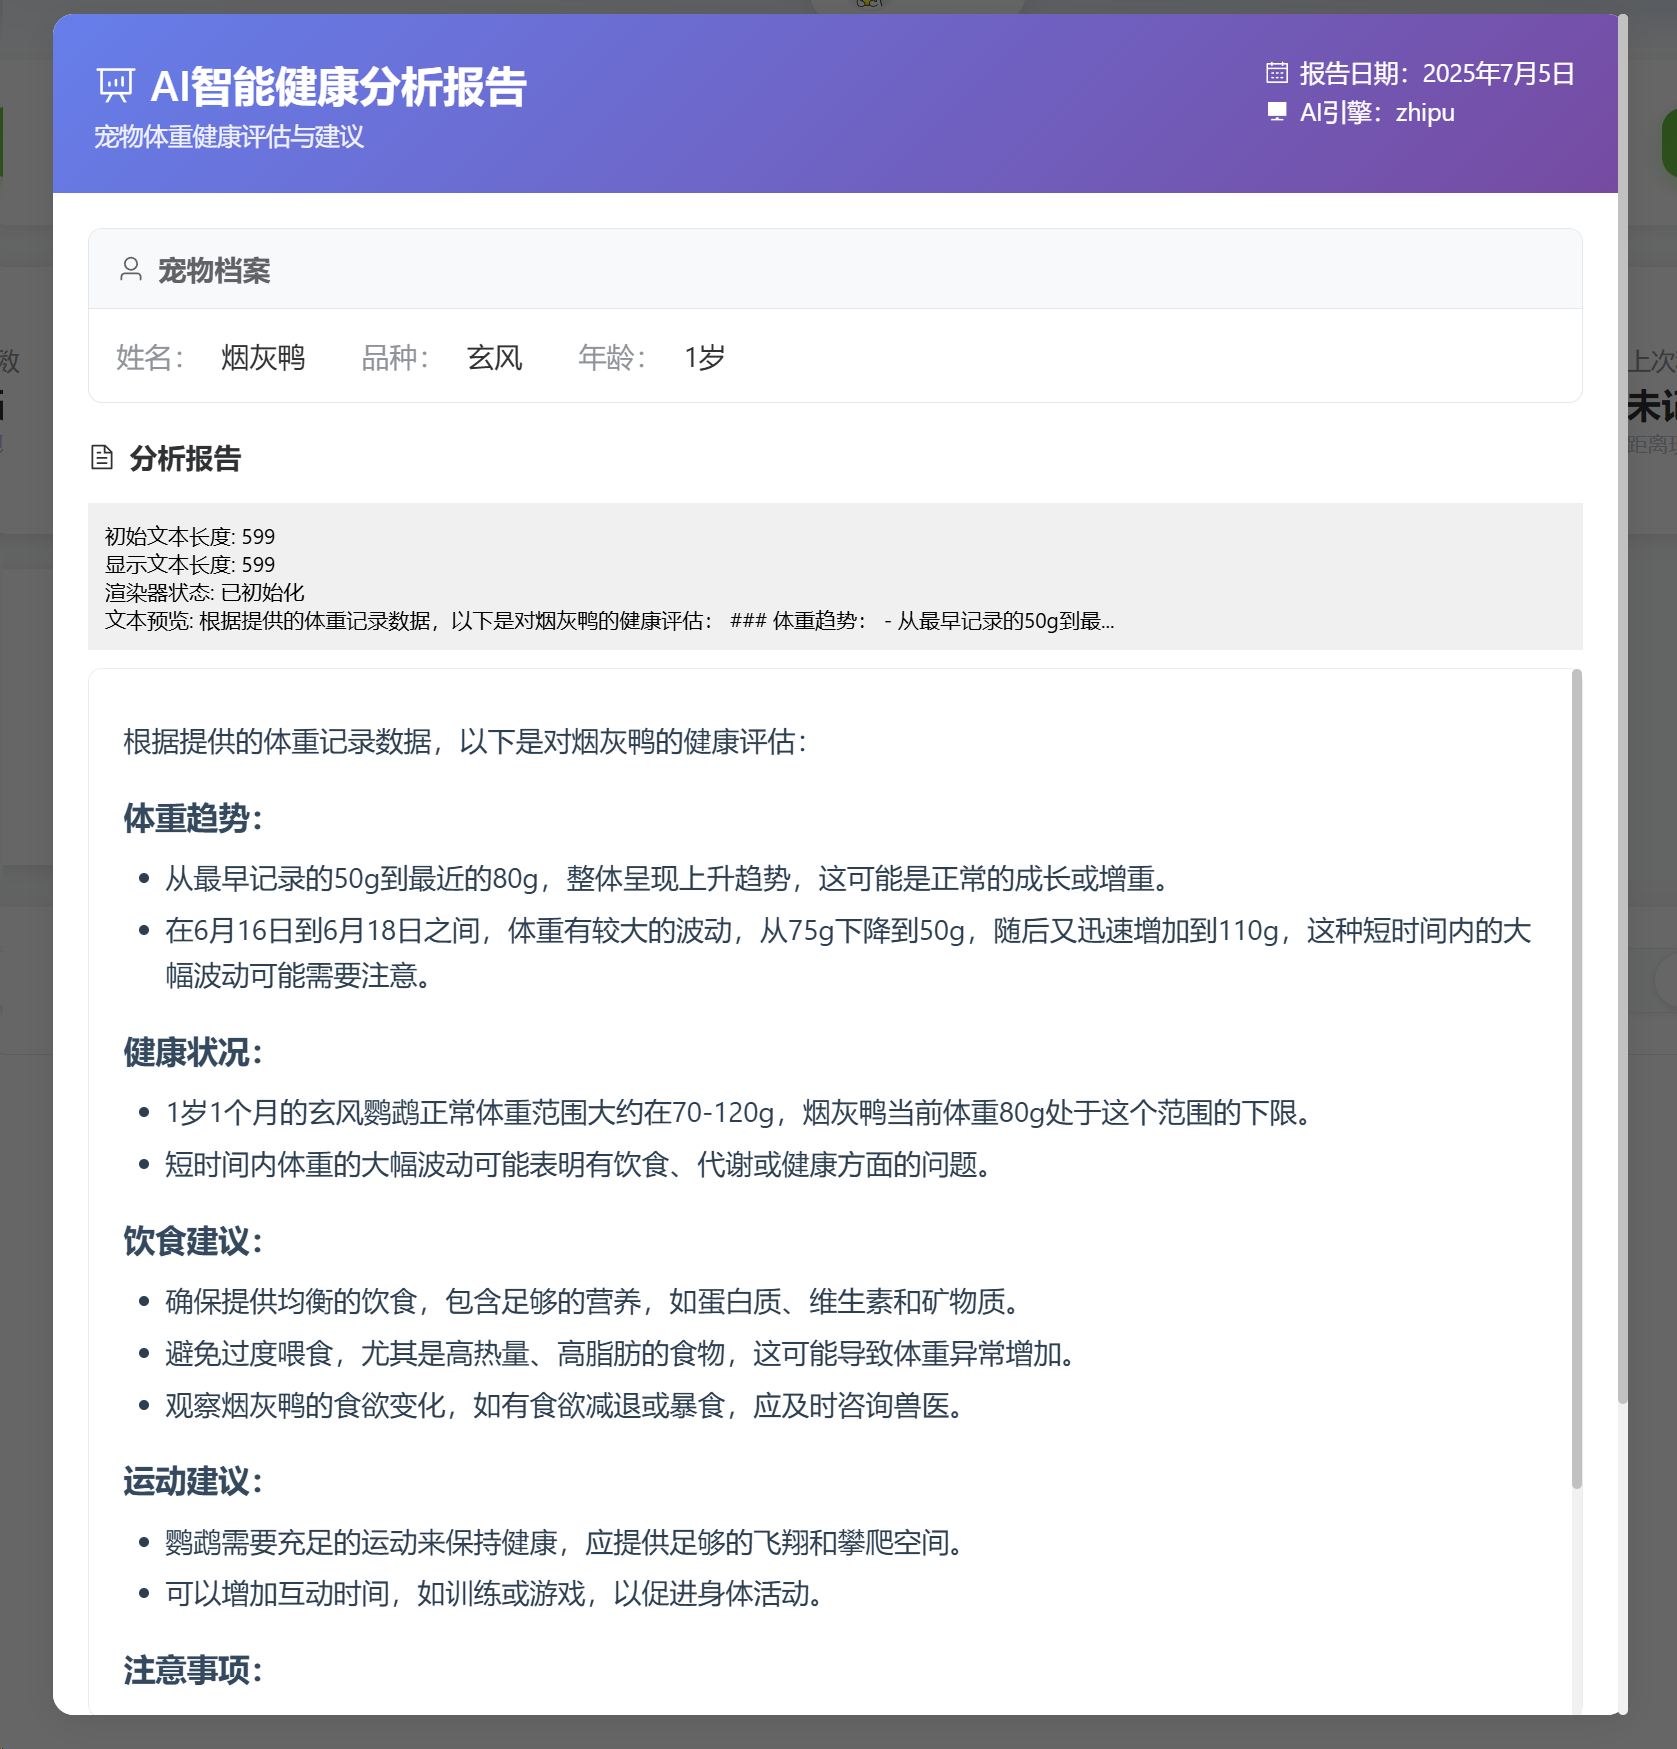 AI智能健康分析报告
宠物体重健康评估与建议
报告日期：2025年7月5日
AI引擎：zhipu
宠物档案
姓名： 烟灰鸭 品种： 玄风 年龄： 1岁
分析报告
初始文本长度: 599
显示文本长度: 599
渲染器状态: 已初始化
文本预览: 根据提供的体重记录数据，以下是对烟灰鸭的健康评估： ### 体重趋势： - 从最早记录的50g到最...
根据提供的体重记录数据，以下是对烟灰鸭的健康评估：
体重趋势：
• 从最早记录的50g到最近的80g，整体呈现上升趋势，这可能是正常的成长或增重。
• 在6月16日到6月18日之间，体重有较大的波动，从75g下降到50g，随后又迅速增加到110g，这种短时间内的大
幅波动可能需要注意。
健康状况：
• 1岁1个月的玄风鹦鹉正常体重范围大约在70-120g，烟灰鸭当前体重80g处于这个范围的下限。
• 短时间内体重的大幅波动可能表明有饮食、代谢或健康方面的问题。
饮食建议：
• 确保提供均衡的饮食，包含足够的营养，如蛋白质、维生素和矿物质。
• 避免过度喂食，尤其是高热量、高脂肪的食物，这可能导致体重异常增加。
• 观察烟灰鸭的食欲变化，如有食欲减退或暴食，应及时咨询兽医。
运动建议：
• 鹦鹉需要充足的运动来保持健康，应提供足够的飞翔和攀爬空间。
• 可以增加互动时间，如训练或游戏，以促进身体活动。
注意事项：
数
上次
未记
距离